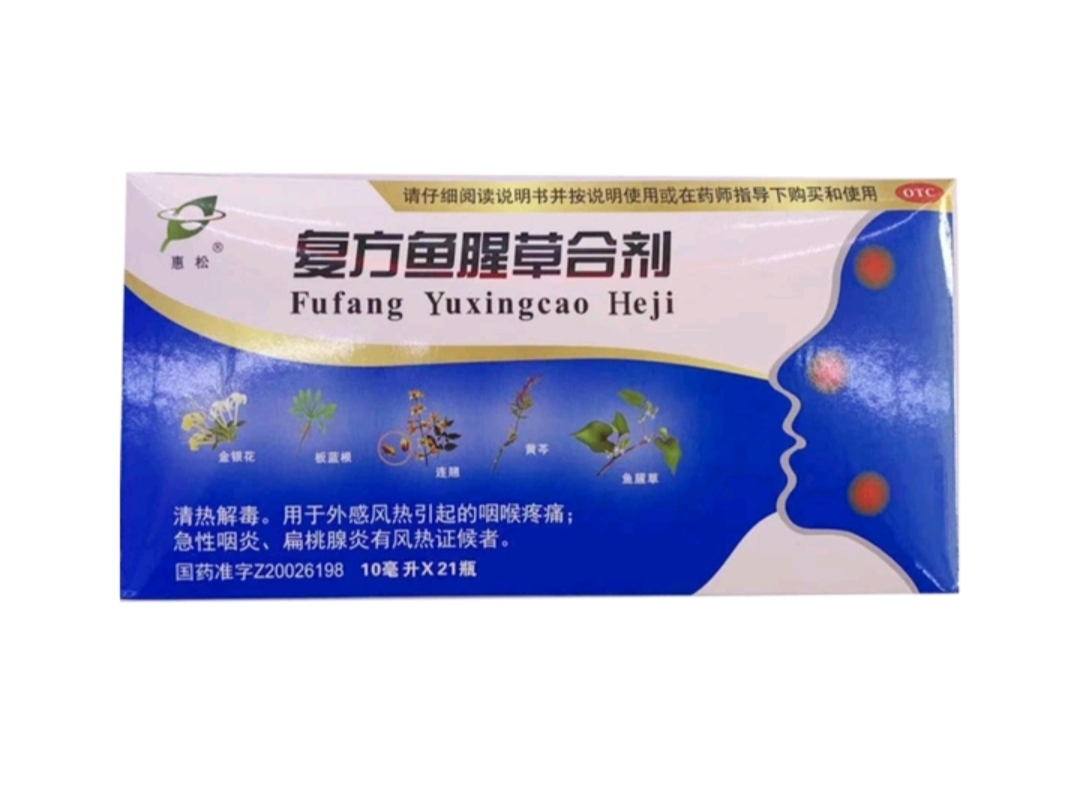 请仔细阅读说明书并按说明使用或在药师指导下购买和使用
OTC
惠松®
复方鱼腥草合剂
Fufang Yuxingcao Heji
金银花
板蓝根
连翘
黄芩
鱼腥草
清热解毒。用于外感风热引起的咽喉疼痛；
急性咽炎、扁桃腺炎有风热证候者。
国药准字Z20026198 10毫升X21瓶